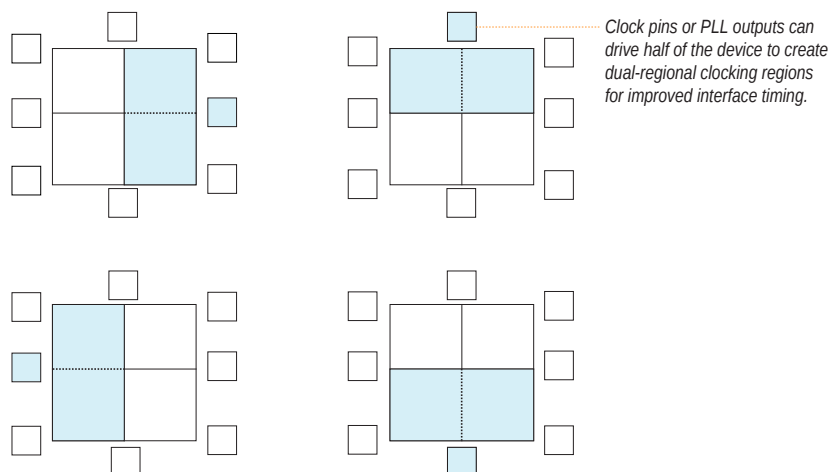 Clock pins or PLL outputs can
drive half of the device to create
dual-regional clocking regions
for improved interface timing.